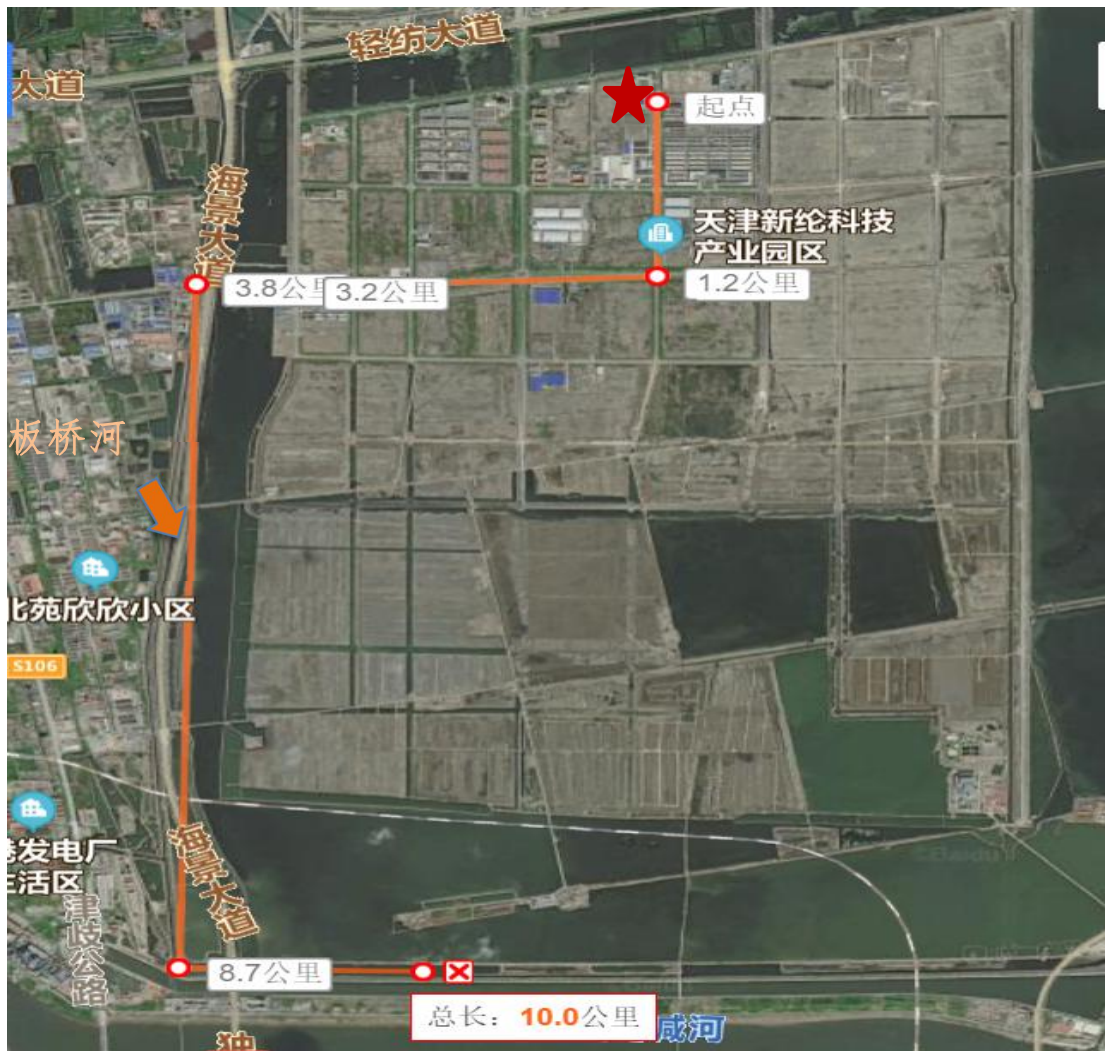 轻纺大道
大道
起点
海景大道
天津新纶科技
产业园区
3.8公里
3.2公里
1.2公里
板桥河
北苑欣欣小区
S106
发电厂
生活区
海景大道
津歧公路
8.7公里
总长：10.0公里
独
咸河